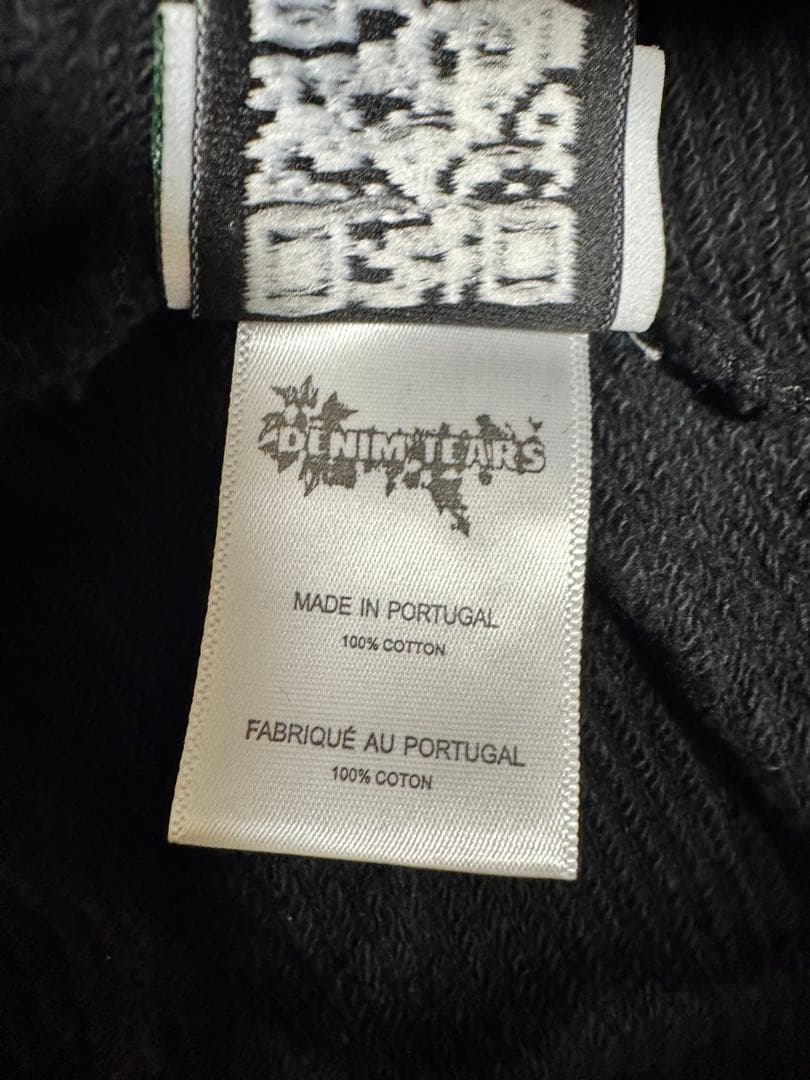 DENIM TEARS
MADE IN PORTUGAL
100% COTTON
FABRIQUÉ AU PORTUGAL
100% COTON